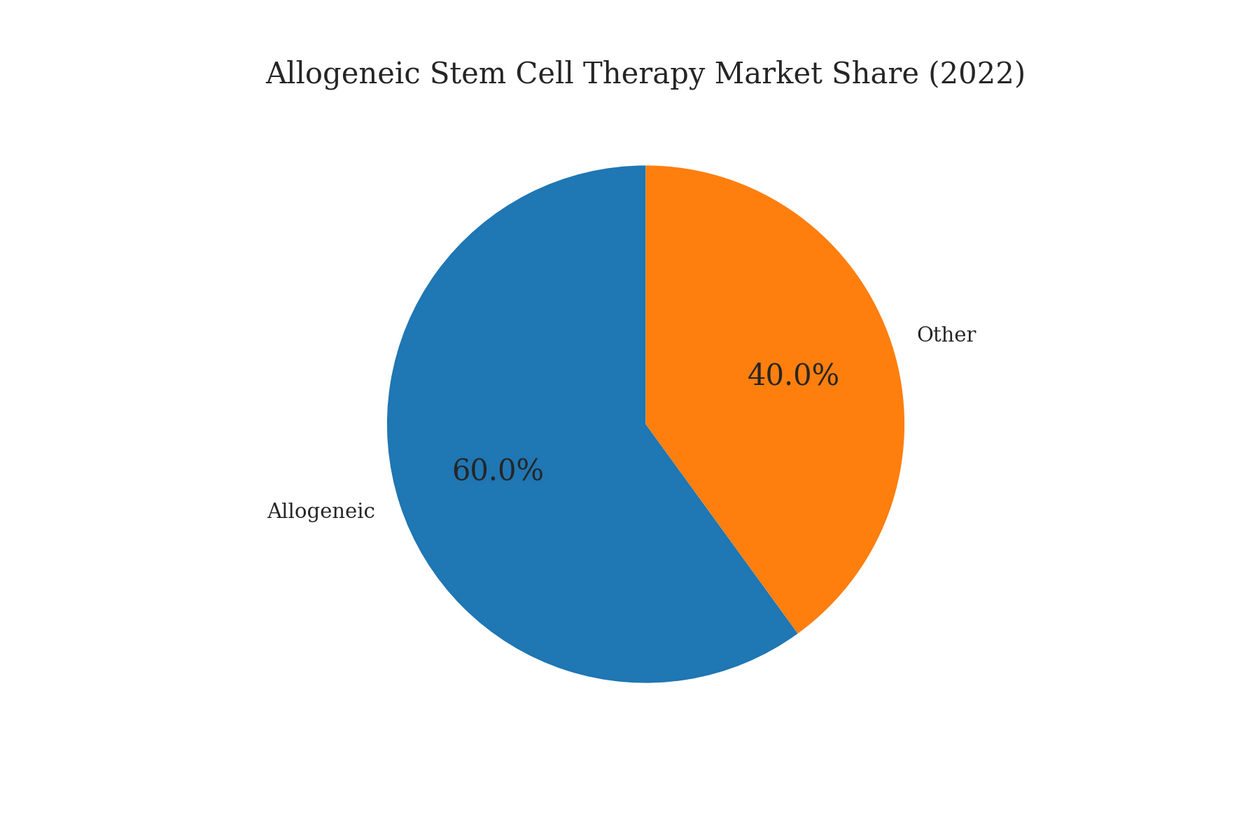 Allogeneic Stem Cell Therapy Market Share (2022)
Other
40.0%
60.0%
Allogeneic